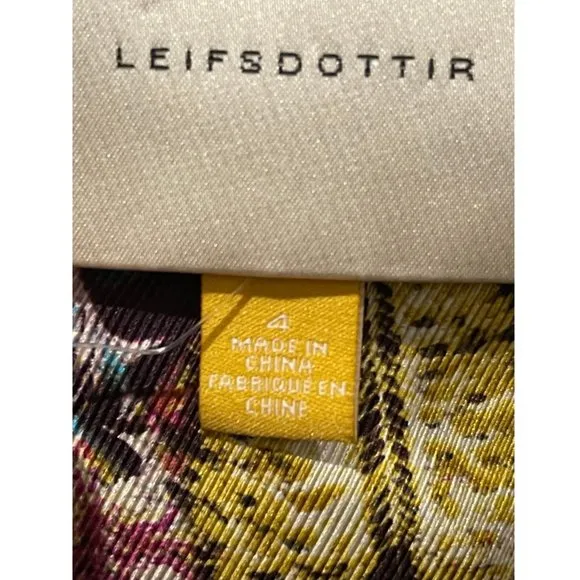 LEIFSDOTTIR
4
MADE IN
CHINA
FABRIQUE EN
CHINE